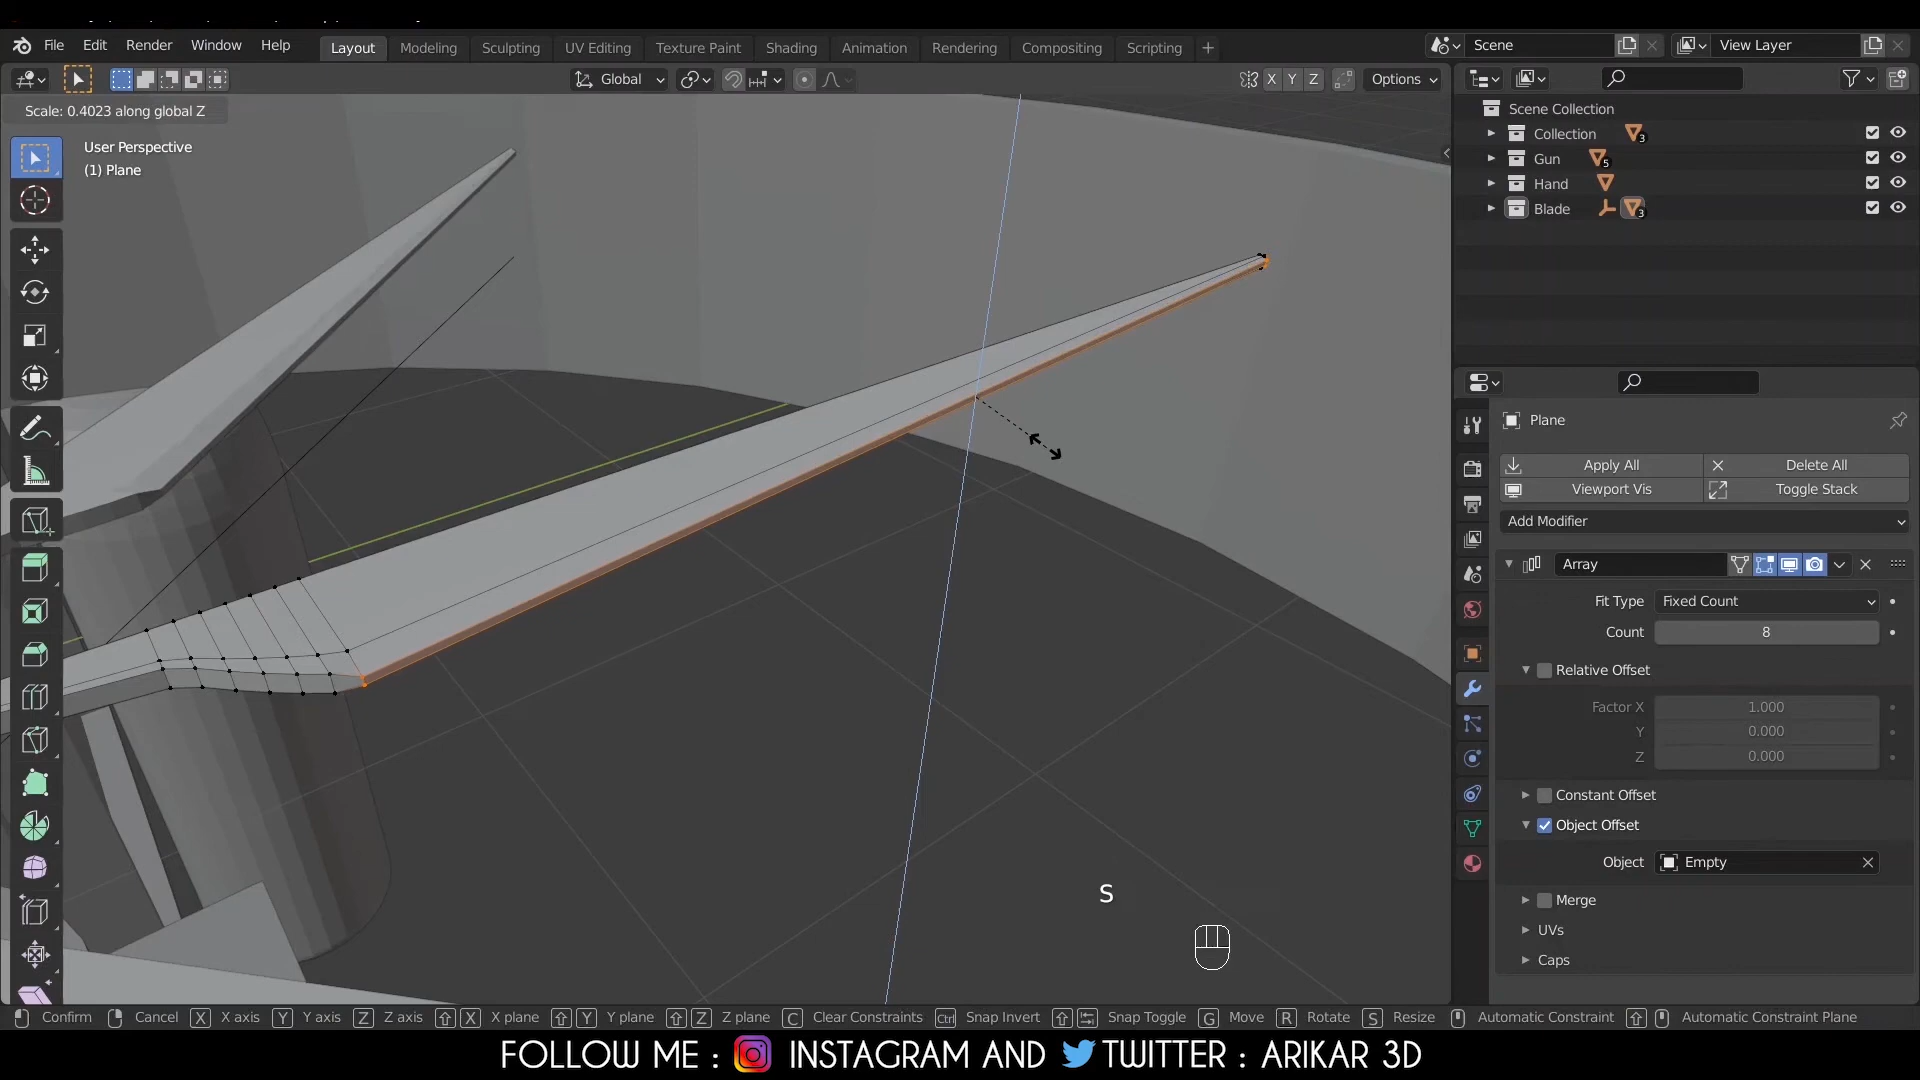 File Edit Render Window Help Layout Modeling Sculpting UV Editing Texture Paint Shading Animation Rendering Compositing Scripting + Scene View Layer
Global X Y Z Options
Scale: 0.4023 along global Z
User Perspective
(1) Plane
Scene Collection
Collection 3
Gun 5
Hand
Blade 3
Plane
Apply All Delete All
Viewport Vis Toggle Stack
Add Modifier
Array
Fit Type Fixed Count
Count 8
Relative Offset
Factor X 1.000
Y 0.000
Z 0.000
Constant Offset
Object Offset
Object Empty
Merge
UVs
Caps
S
Confirm Cancel X X axis Y Y axis Z Z axis X X plane Y Y plane Z Z plane C Clear Constraints Ctrl Snap Invert Snap Toggle G Move R Rotate S Resize Automatic Constraint Automatic Constraint Plane
FOLLOW ME : INSTAGRAM AND TWITTER : ARIKAR 3D